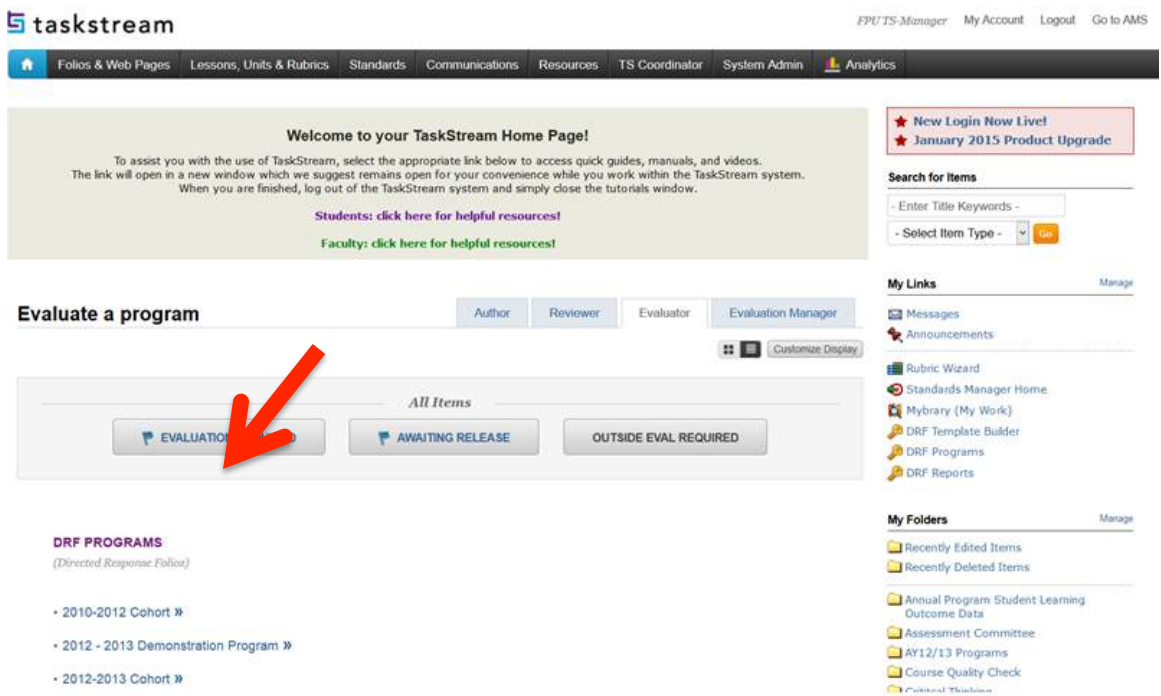 taskstream
FPU TS-Manager My Account Logout Go to AMS
Folios & Web Pages Lessons, Units & Rubrics Standards Communications Resources TS Coordinator System Admin Analytics
Welcome to your TaskStream Home Page!
To assist you with the use of TaskStream, select the appropriate link below to access quick guides, manuals, and videos.
The link will open in a new window which we suggest remains open for your convenience while you work within the TaskStream system.
When you are finished, log out of the TaskStream system and simply close the tutorials window.
Students: click here for helpful resources!
Faculty: click here for helpful resources!
Evaluate a program
Author Reviewer Evaluator Evaluation Manager
Customize Display
All Items
AWAITING RELEASE OUTSIDE EVAL REQUIRED
DRF PROGRAMS
(Directed Response Folios)
• 2010-2012 Cohort »
• 2012 - 2013 Demonstration Program »
• 2012-2013 Cohort »
New Login Now Live!
January 2015 Product Upgrade
Search for Items
- Enter Title Keywords -
- Select Item Type - Go
My Links Manage
Messages
Announcements
Rubric Wizard
Standards Manager Home
Mybrary (My Work)
DRF Template Builder
DRF Programs
DRF Reports
My Folders Manage
Recently Edited Items
Recently Deleted Items
Annual Program Student Learning
Outcome Data
Assessment Committee
AY12/13 Programs
Course Quality Check